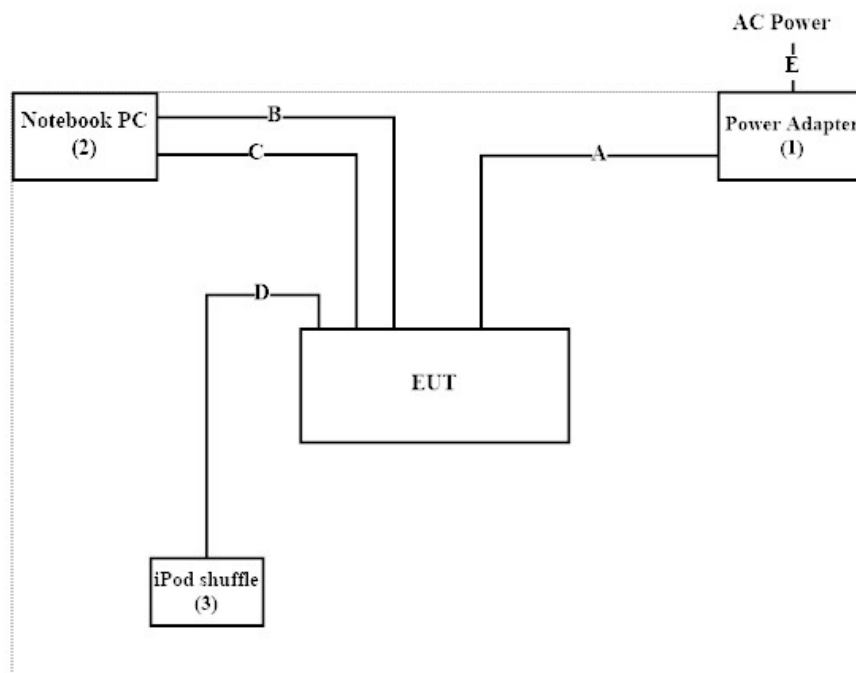 AC Power
E
Notebook PC
(2)
B
C
Power Adapter
(1)
A
D
EUT
iPod shuffle
(3)